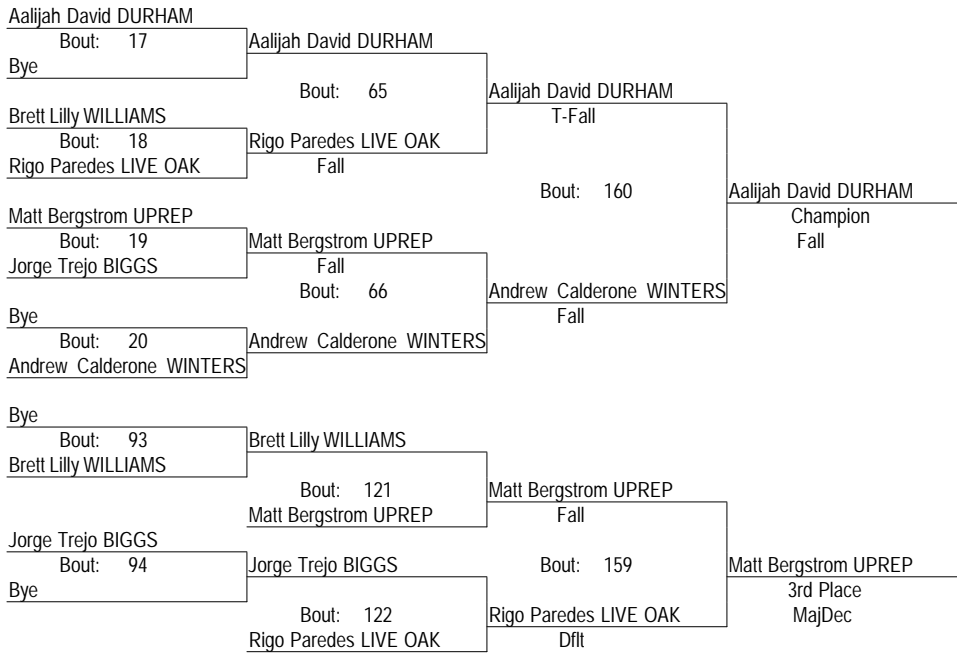 Aalijah David DURHAM
Bout: 17
Aalijah David DURHAM
Bye
Bout: 65
Aalijah David DURHAM
Brett Lilly WILLIAMS
T-Fall
Bout: 18
Rigo Paredes LIVE OAK
Rigo Paredes LIVE OAK
Fall
Bout: 160
Aalijah David DURHAM
Matt Bergstrom UPREP
Champion
Bout: 19
Matt Bergstrom UPREP
Fall
Jorge Trejo BIGGS
Fall
Bout: 66
Andrew Calderone WINTERS
Bye
Fall
Bout: 20
Andrew Calderone WINTERS
Andrew Calderone WINTERS
Bye
Bout: 93
Brett Lilly WILLIAMS
Brett Lilly WILLIAMS
Bout: 121
Matt Bergstrom UPREP
Matt Bergstrom UPREP
Fall
Jorge Trejo BIGGS
Bout: 94
Jorge Trejo BIGGS
Bout: 159
Matt Bergstrom UPREP
Bye
3rd Place
Bout: 122
Rigo Paredes LIVE OAK
MajDec
Rigo Paredes LIVE OAK
Dflt